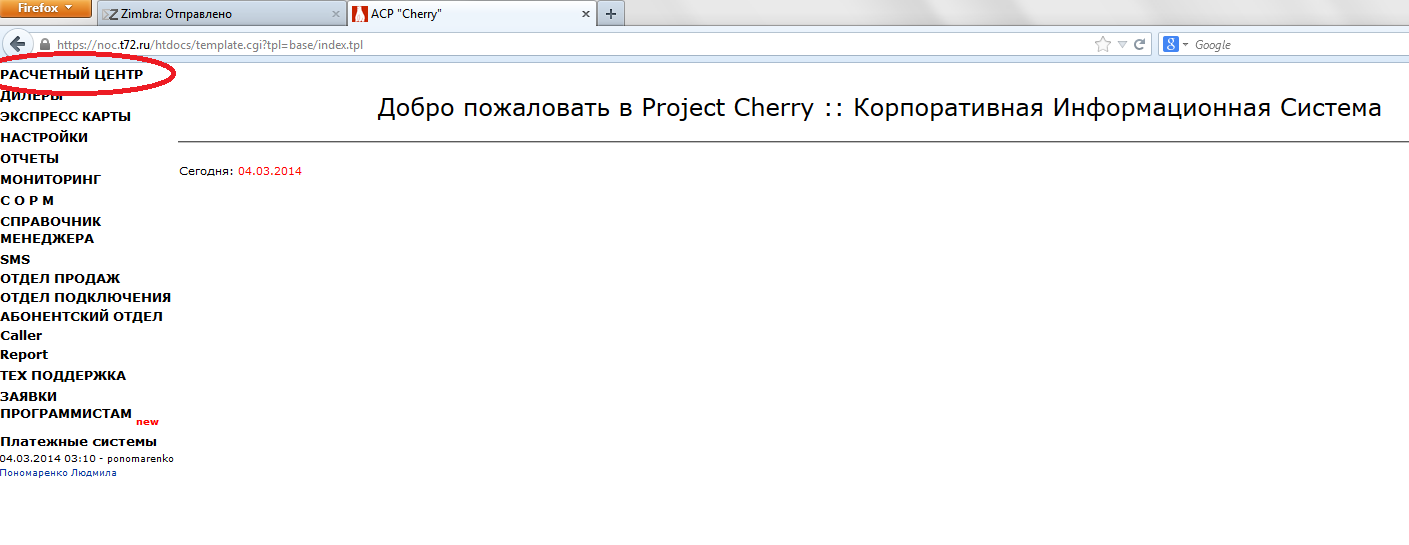 Firefox
Zimbra: Отправлено
АСР "Cherry"
https://noc.t72.ru/htdocs/template.cgi?tpl=base/index.tpl
Google
РАСЧЕТНЫЙ ЦЕНТР
ДИЛЕРЫ
ЭКСПРЕСС КАРТЫ
НАСТРОЙКИ
ОТЧЕТЫ
МОНИТОРИНГ
С О Р М
СПРАВОЧНИК
МЕНЕДЖЕРА
SMS
ОТДЕЛ ПРОДАЖ
ОТДЕЛ ПОДКЛЮЧЕНИЯ
АБОНЕНТСКИЙ ОТДЕЛ
Caller
Report
ТЕХ ПОДДЕРЖКА
ЗАЯВКИ
ПРОГРАММИСТАМ new
Платежные системы
04.03.2014 03:10 - ponomarenko
Пономаренко Людмила
Добро пожаловать в Project Cherry :: Корпоративная Информационная Система
Сегодня: 04.03.2014